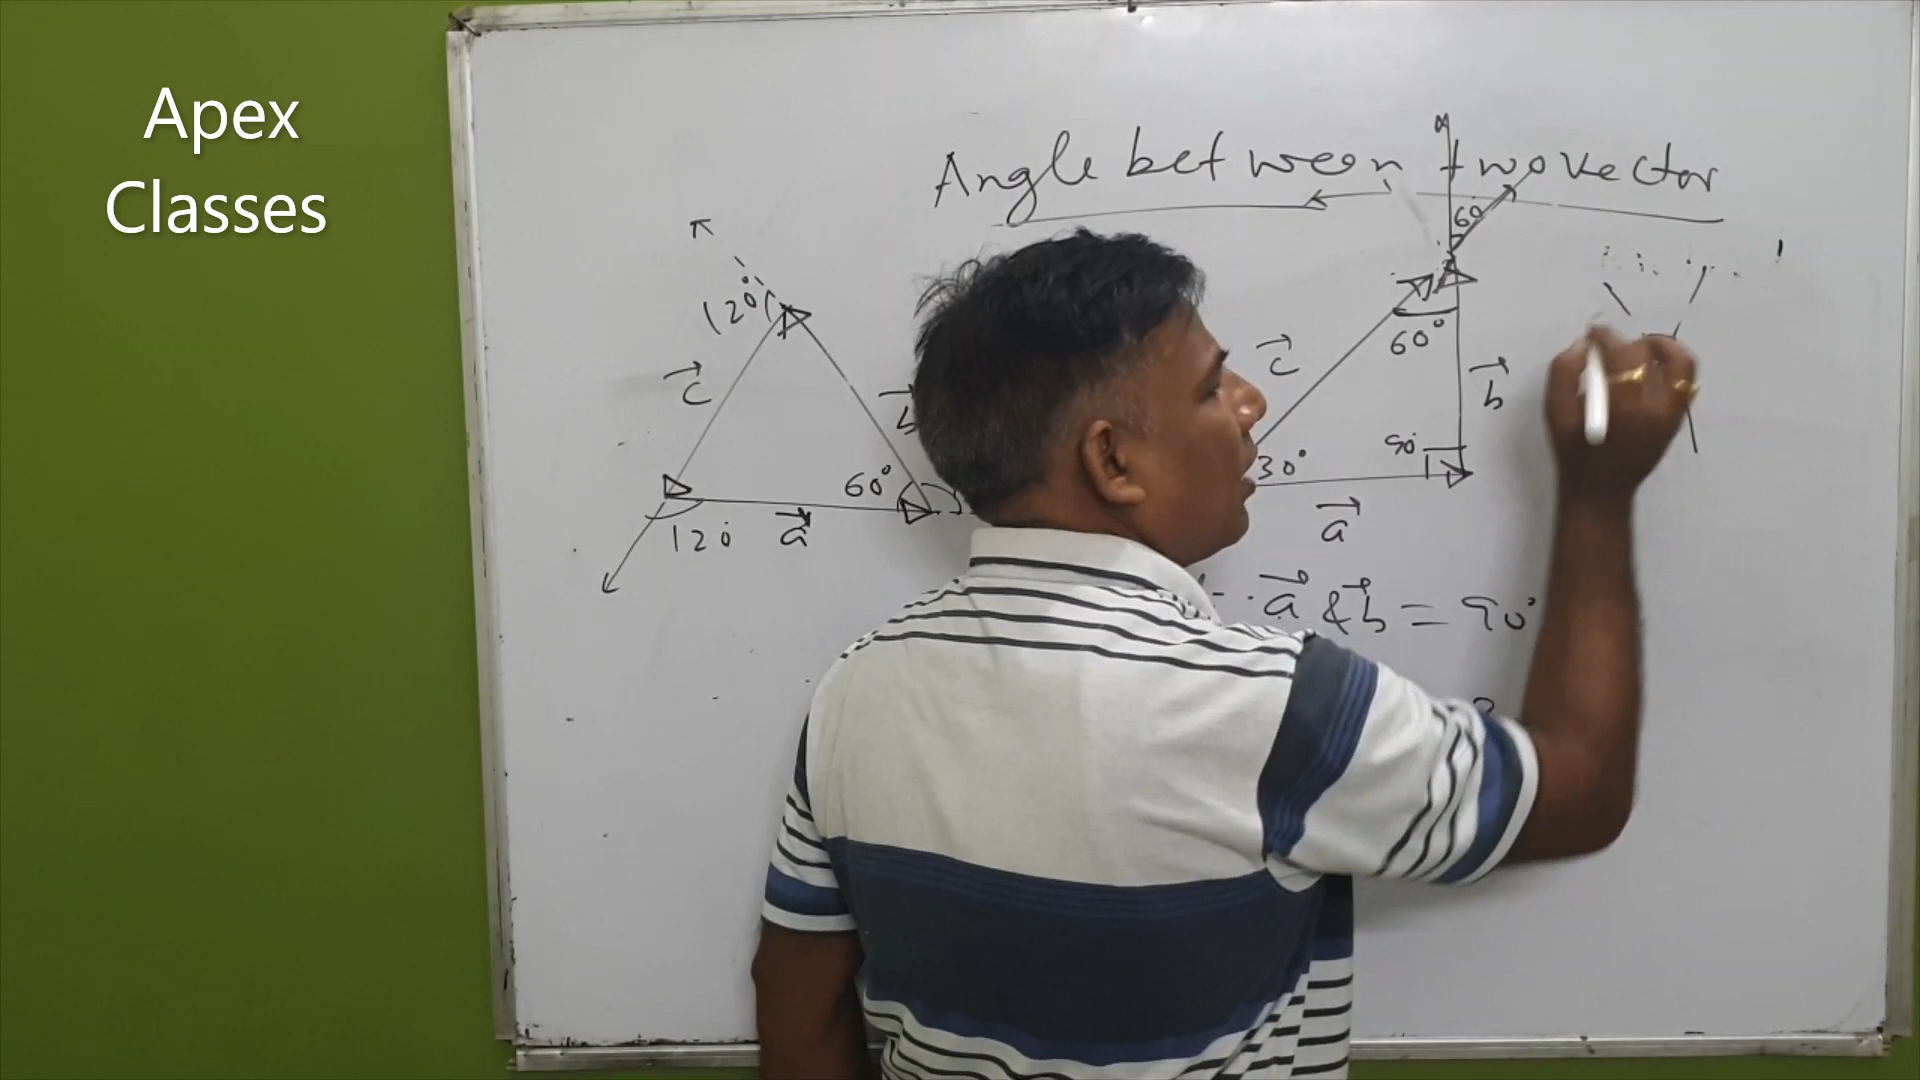 Apex
Classes
Angle between two vector
60
120°
60°
c
c
b
b
90
60°
30°
120
a
a
a & b = 90°